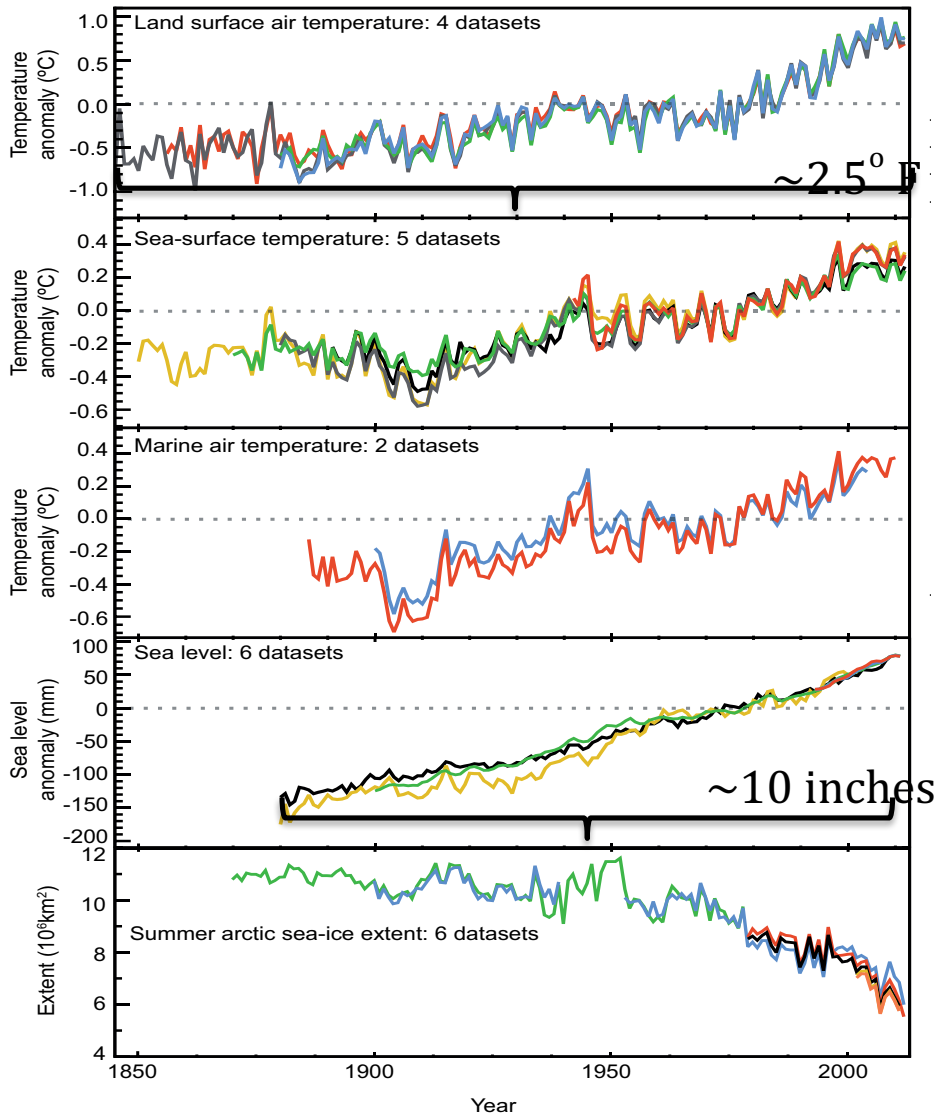 Land surface air temperature: 4 datasets
Temperature
anomaly (ºC)
1.0
0.5
0.0
-0.5
-1.0
~2.5° F
Sea-surface temperature: 5 datasets
Temperature
anomaly (ºC)
0.4
0.2
0.0
-0.2
-0.4
-0.6
Marine air temperature: 2 datasets
Temperature
anomaly (ºC)
0.4
0.2
0.0
-0.2
-0.4
-0.6
Sea level: 6 datasets
Sea level
anomaly (mm)
100
50
0
-50
-100
-150
-200
~10 inches
Summer arctic sea-ice extent: 6 datasets
Extent (10⁶km²)
12
10
8
6
4
1850 1900 1950 2000
Year